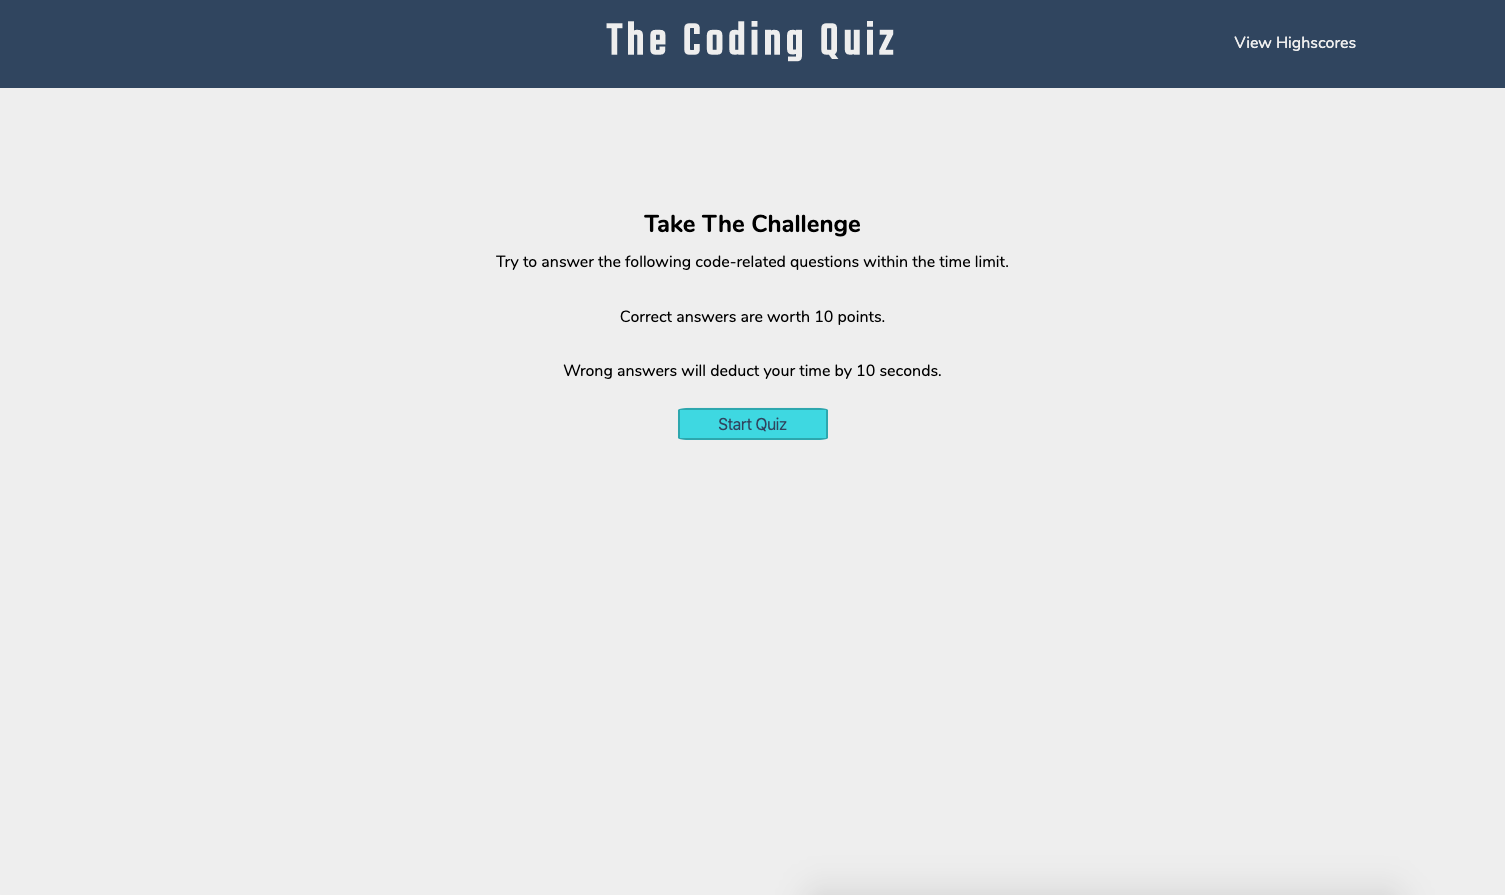 The Coding Quiz
View Highscores
Take The Challenge
Try to answer the following code-related questions within the time limit.
Correct answers are worth 10 points.
Wrong answers will deduct your time by 10 seconds.
Start Quiz